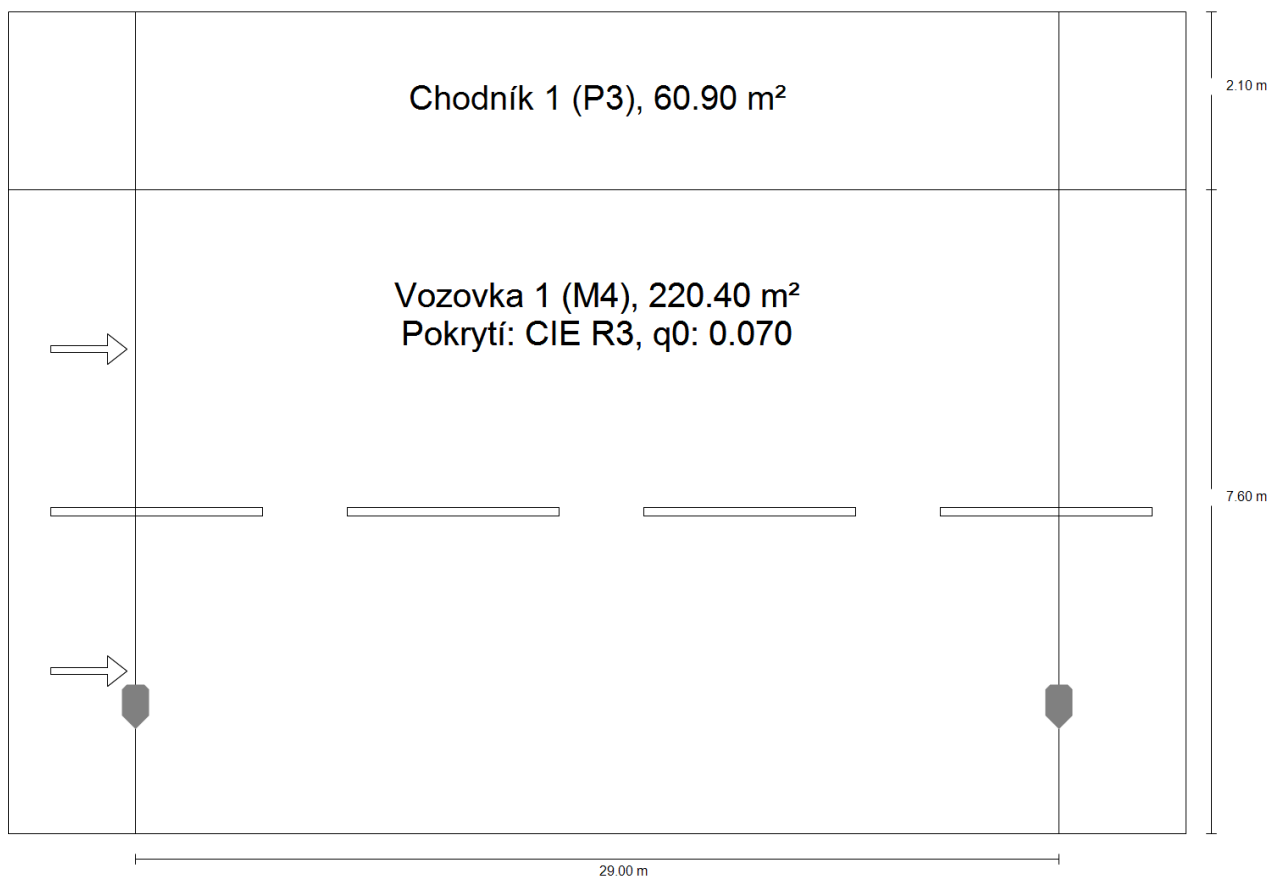 Chodník 1 (P3), 60.90 m²
2.10 m
Vozovka 1 (M4), 220.40 m²
Pokrytí: CIE R3, q0: 0.070
7.60 m
29.00 m